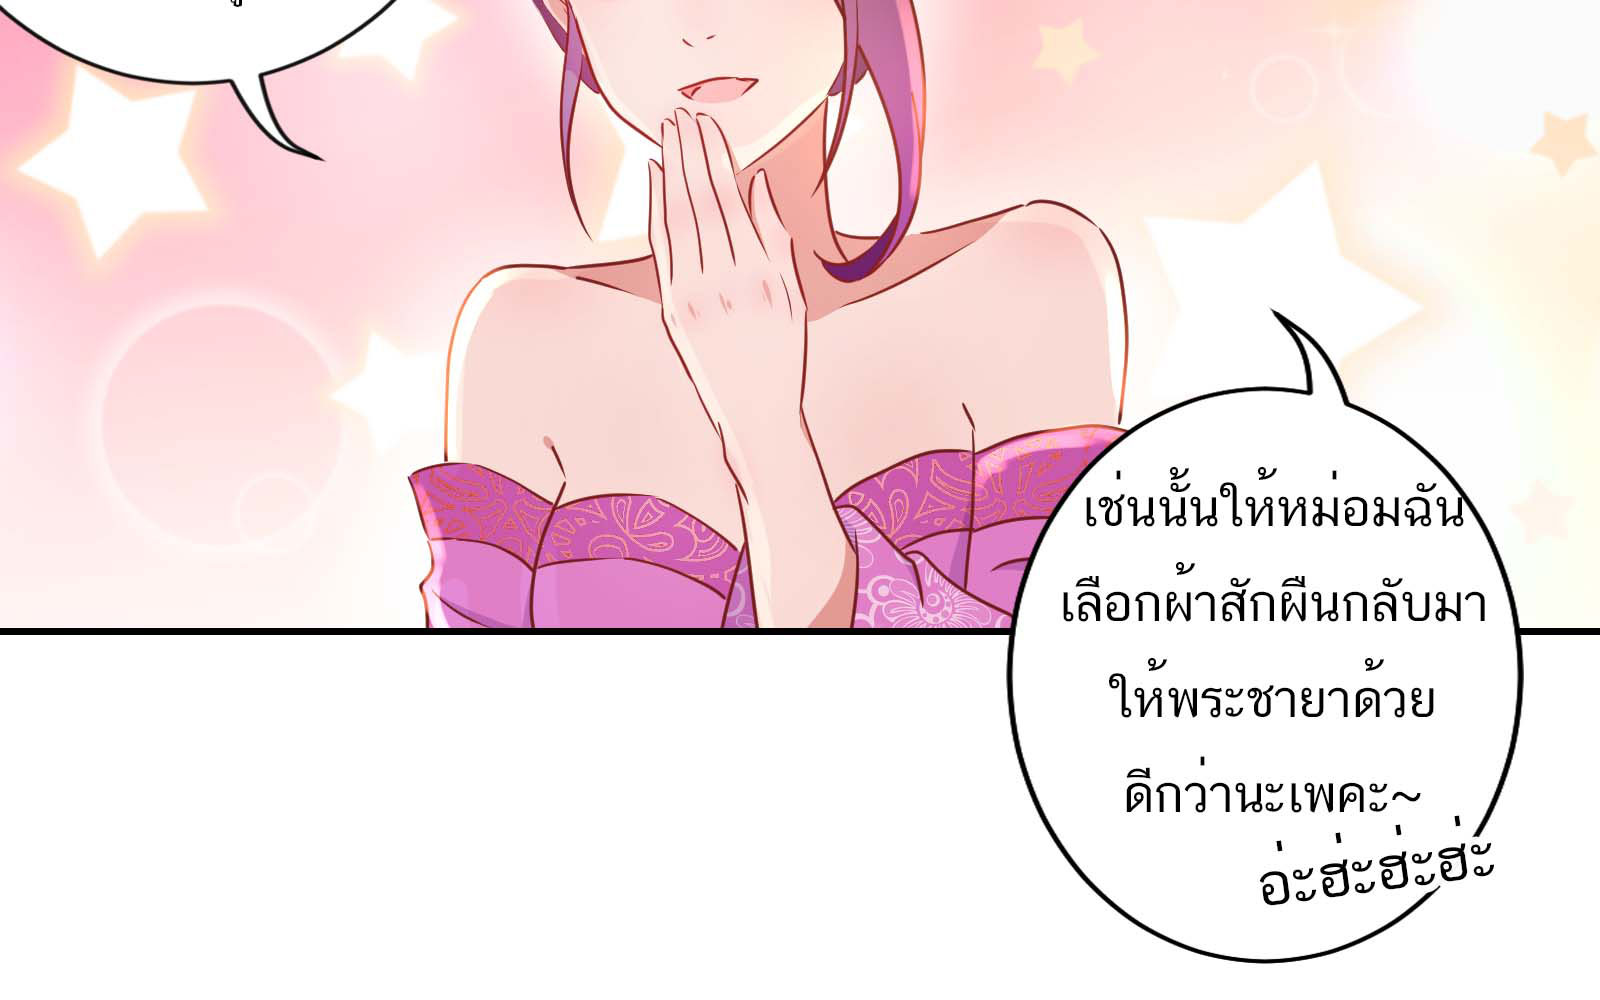 เช่นนั้นให้หม่อมฉัน
เลือกผ้าสักผืนกลับมา
ให้พระชายาด้วย
ดีกว่านะเพคะ~
อ่ะฮ่ะฮ่ะฮ่ะ